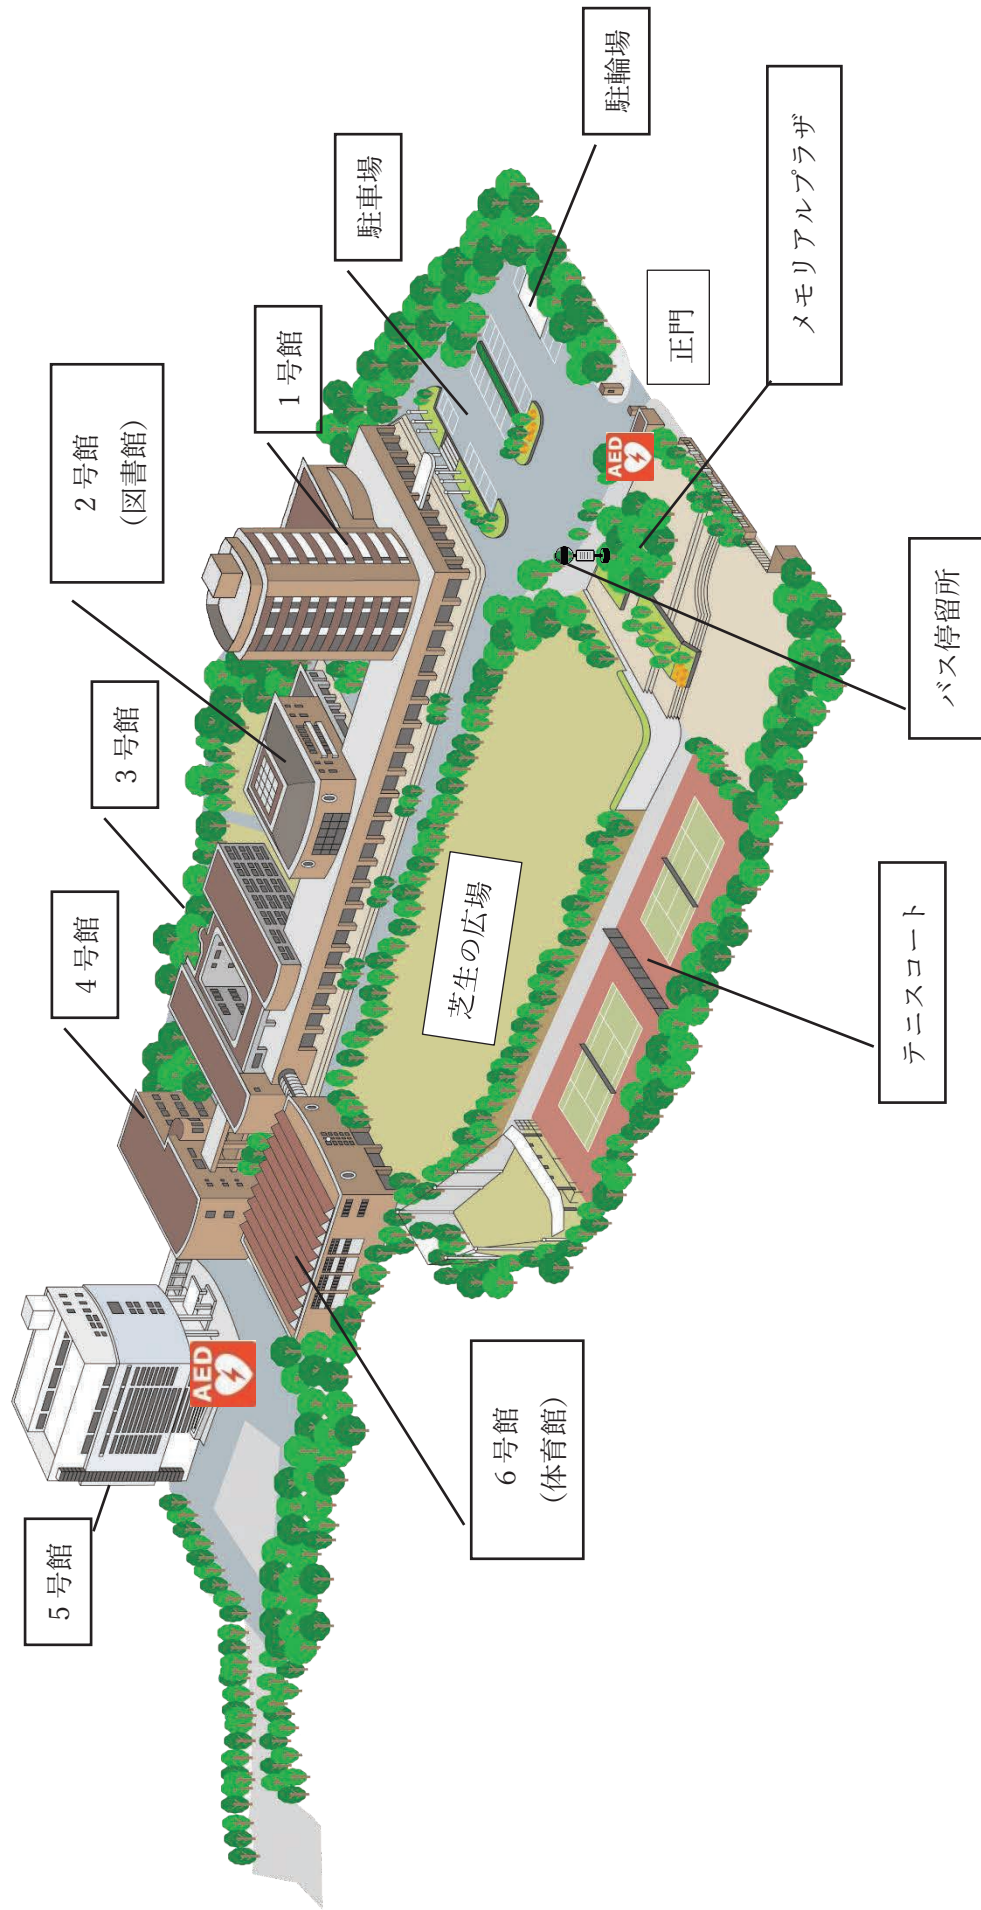 5号館
4号館
3号館
2号館
(図書館)
1号館
駐車場
駐輪場
正門
メモリアルプラザ
バス停留所
テニスコート
芝生の広場
6号館
(体育館)
AED
AED